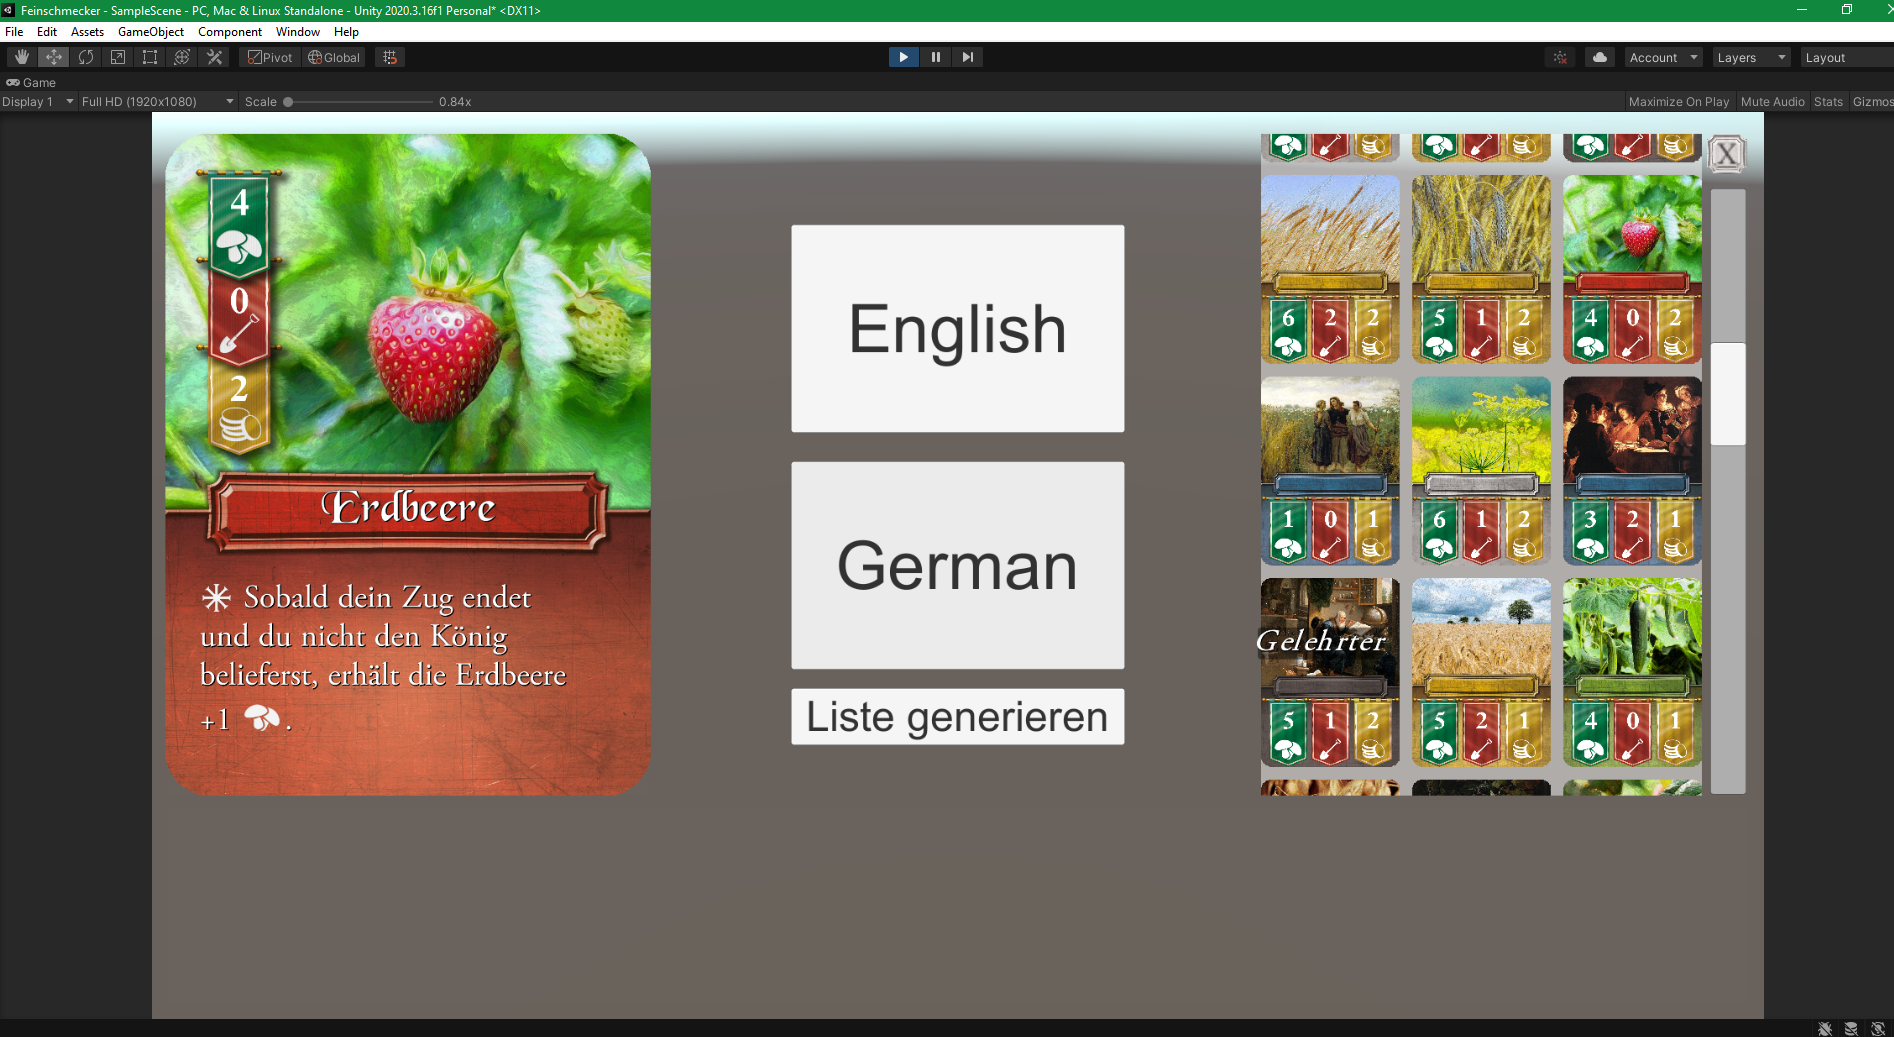 Feinschmecker - SampleScene - PC, Mac & Linux Standalone - Unity 2020.3.16f1 Personal* <DX11>
File Edit Assets GameObject Component Window Help
Pivot Global Account Layers Layout
Game
Display 1 Full HD (1920x1080) Scale 0.84x Maximize On Play Mute Audio Stats Gizmos
4
0
2
Erdbeere
Sobald dein Zug endet
und du nicht den König
belieferst, erhält die Erdbeere
+1 .
English
German
Liste generieren
X
6 2 2 5 1 2 4 0 2
1 0 1 6 1 2 3 2 1
Gelehrter
5 1 2 5 2 1 4 0 1